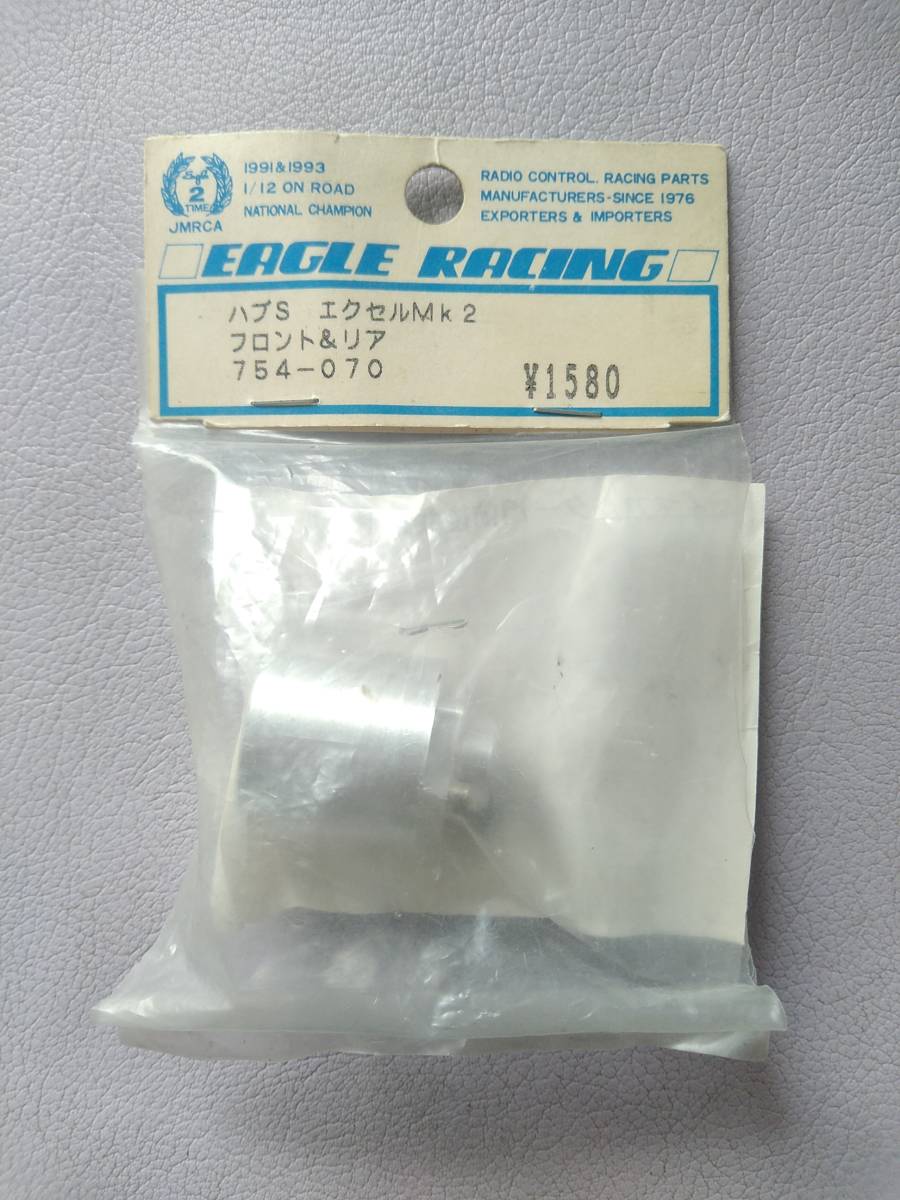 2
TIME
JMRCA
1991&1993
1/12 ON ROAD
NATIONAL CHAMPION
RADIO CONTROL. RACING PARTS
MANUFACTURERS-SINCE 1976
EXPORTERS & IMPORTERS
EAGLE RACING
ハブS エクセルMk2
フロント&リア
754-070
¥1580